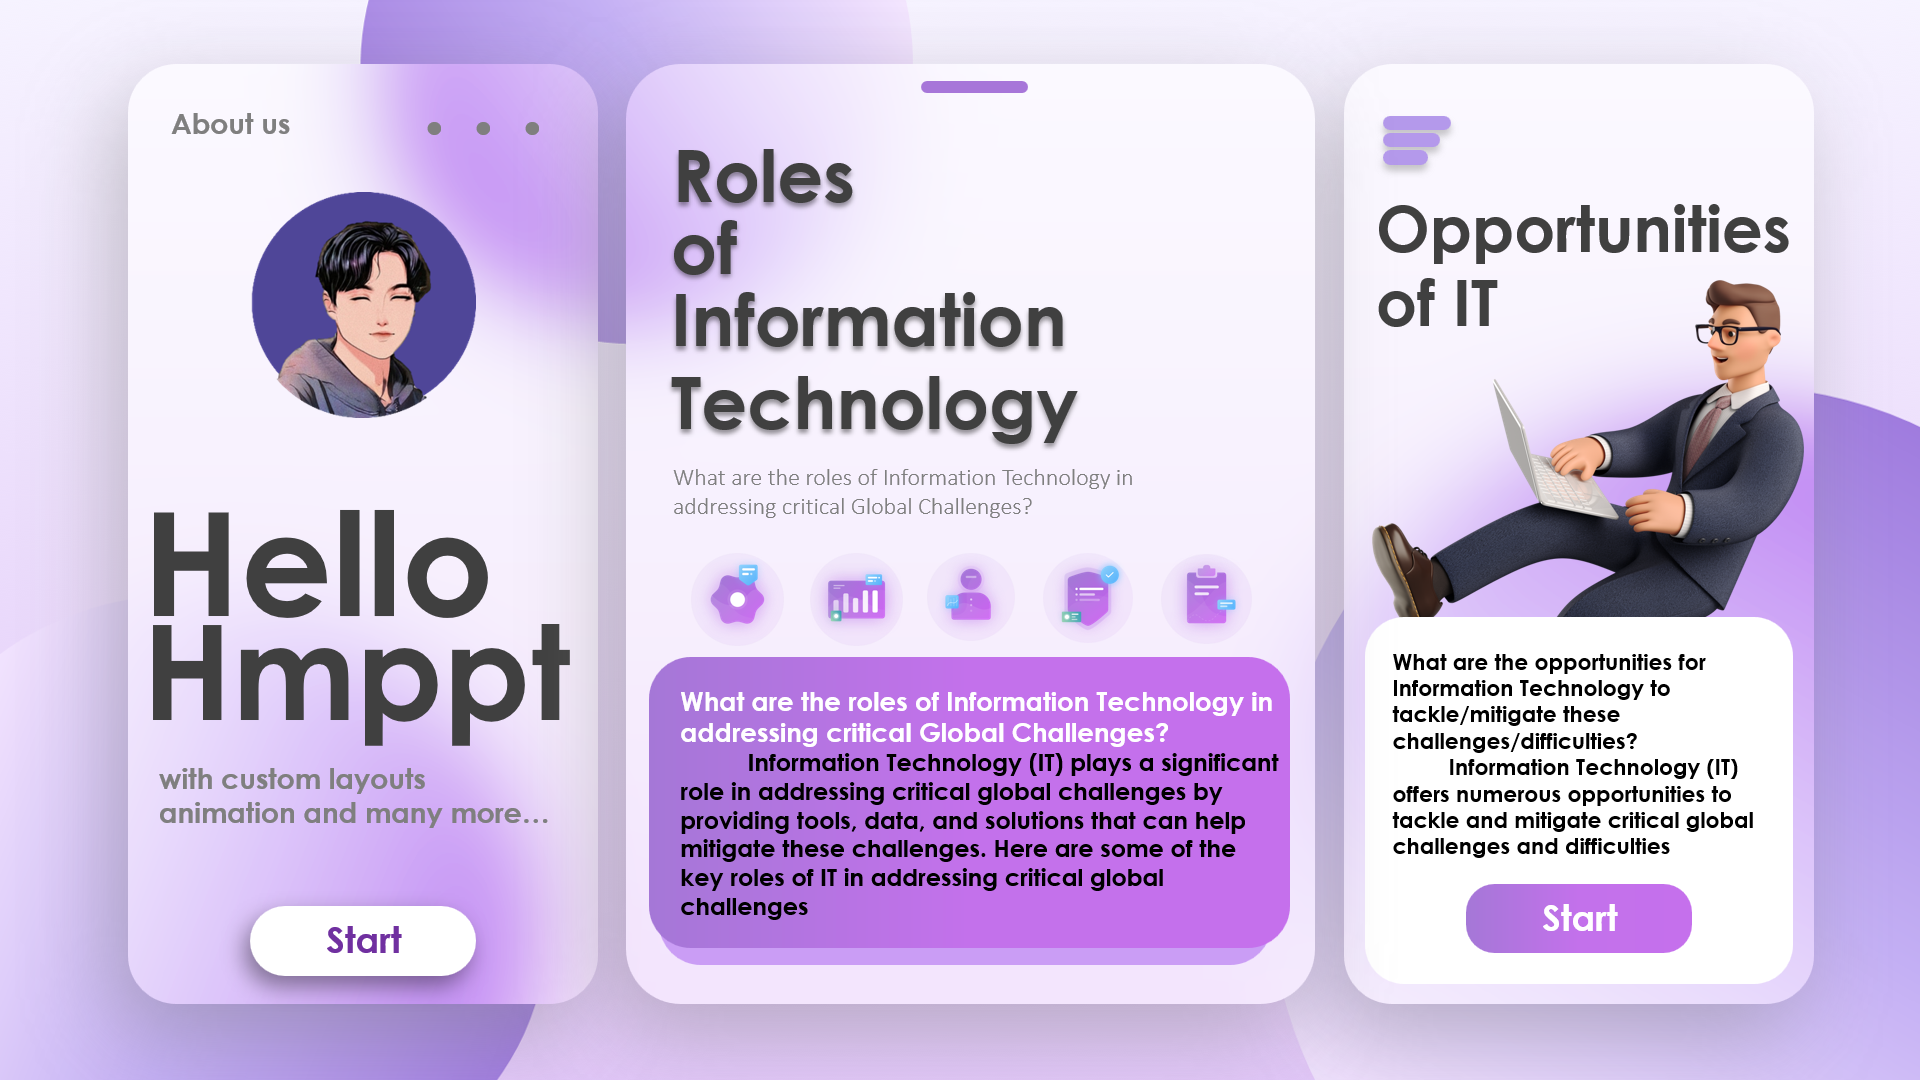 About us
Hello
Hmppt
with custom layouts
animation and many more...
Start
Roles
of
Information
Technology
What are the roles of Information Technology in
addressing critical Global Challenges?
What are the roles of Information Technology in
addressing critical Global Challenges?
Information Technology (IT) plays a significant
role in addressing critical global challenges by
providing tools, data, and solutions that can help
mitigate these challenges. Here are some of the
key roles of IT in addressing critical global
challenges
Opportunities
of IT
What are the opportunities for
Information Technology to
tackle/mitigate these
challenges/difficulties?
Information Technology (IT)
offers numerous opportunities to
tackle and mitigate critical global
challenges and difficulties
Start